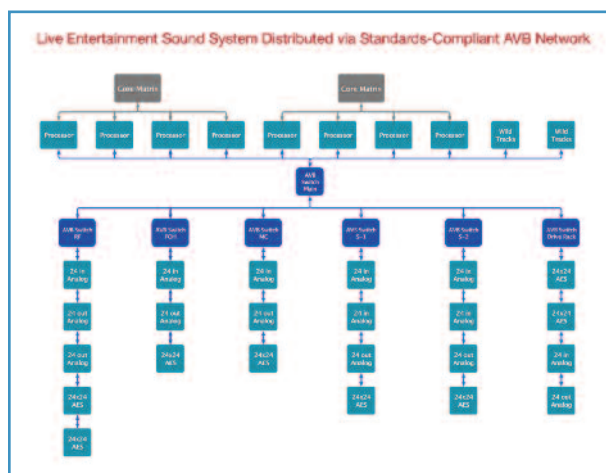 Live Entertainment Sound System Distributed via Standards-Compliant AVB Network
Core Matrix
Core Matrix
Processor
Processor
Processor
Processor
Processor
Processor
Processor
Processor
Wild
Tracks
Wild
Tracks
AVB
Switch
Main
AVB Switch
RF
AVB Switch
FOH
AVB Switch
MC
AVB Switch
S-1
AVB Switch
S-2
AVB Switch
Drive Rack
24 in
Analog
24 in
Analog
24 in
Analog
24 in
Analog
24 in
Analog
24x24
AES
24 out
Analog
24 out
Analog
24 out
Analog
24 in
Analog
24 in
Analog
24x24
AES
24 out
Analog
24x24
AES
24x24
AES
24 out
Analog
24 out
Analog
24 in
Analog
24x24
AES
24x24
AES
24x24
AES
24 out
Analog
24x24
AES